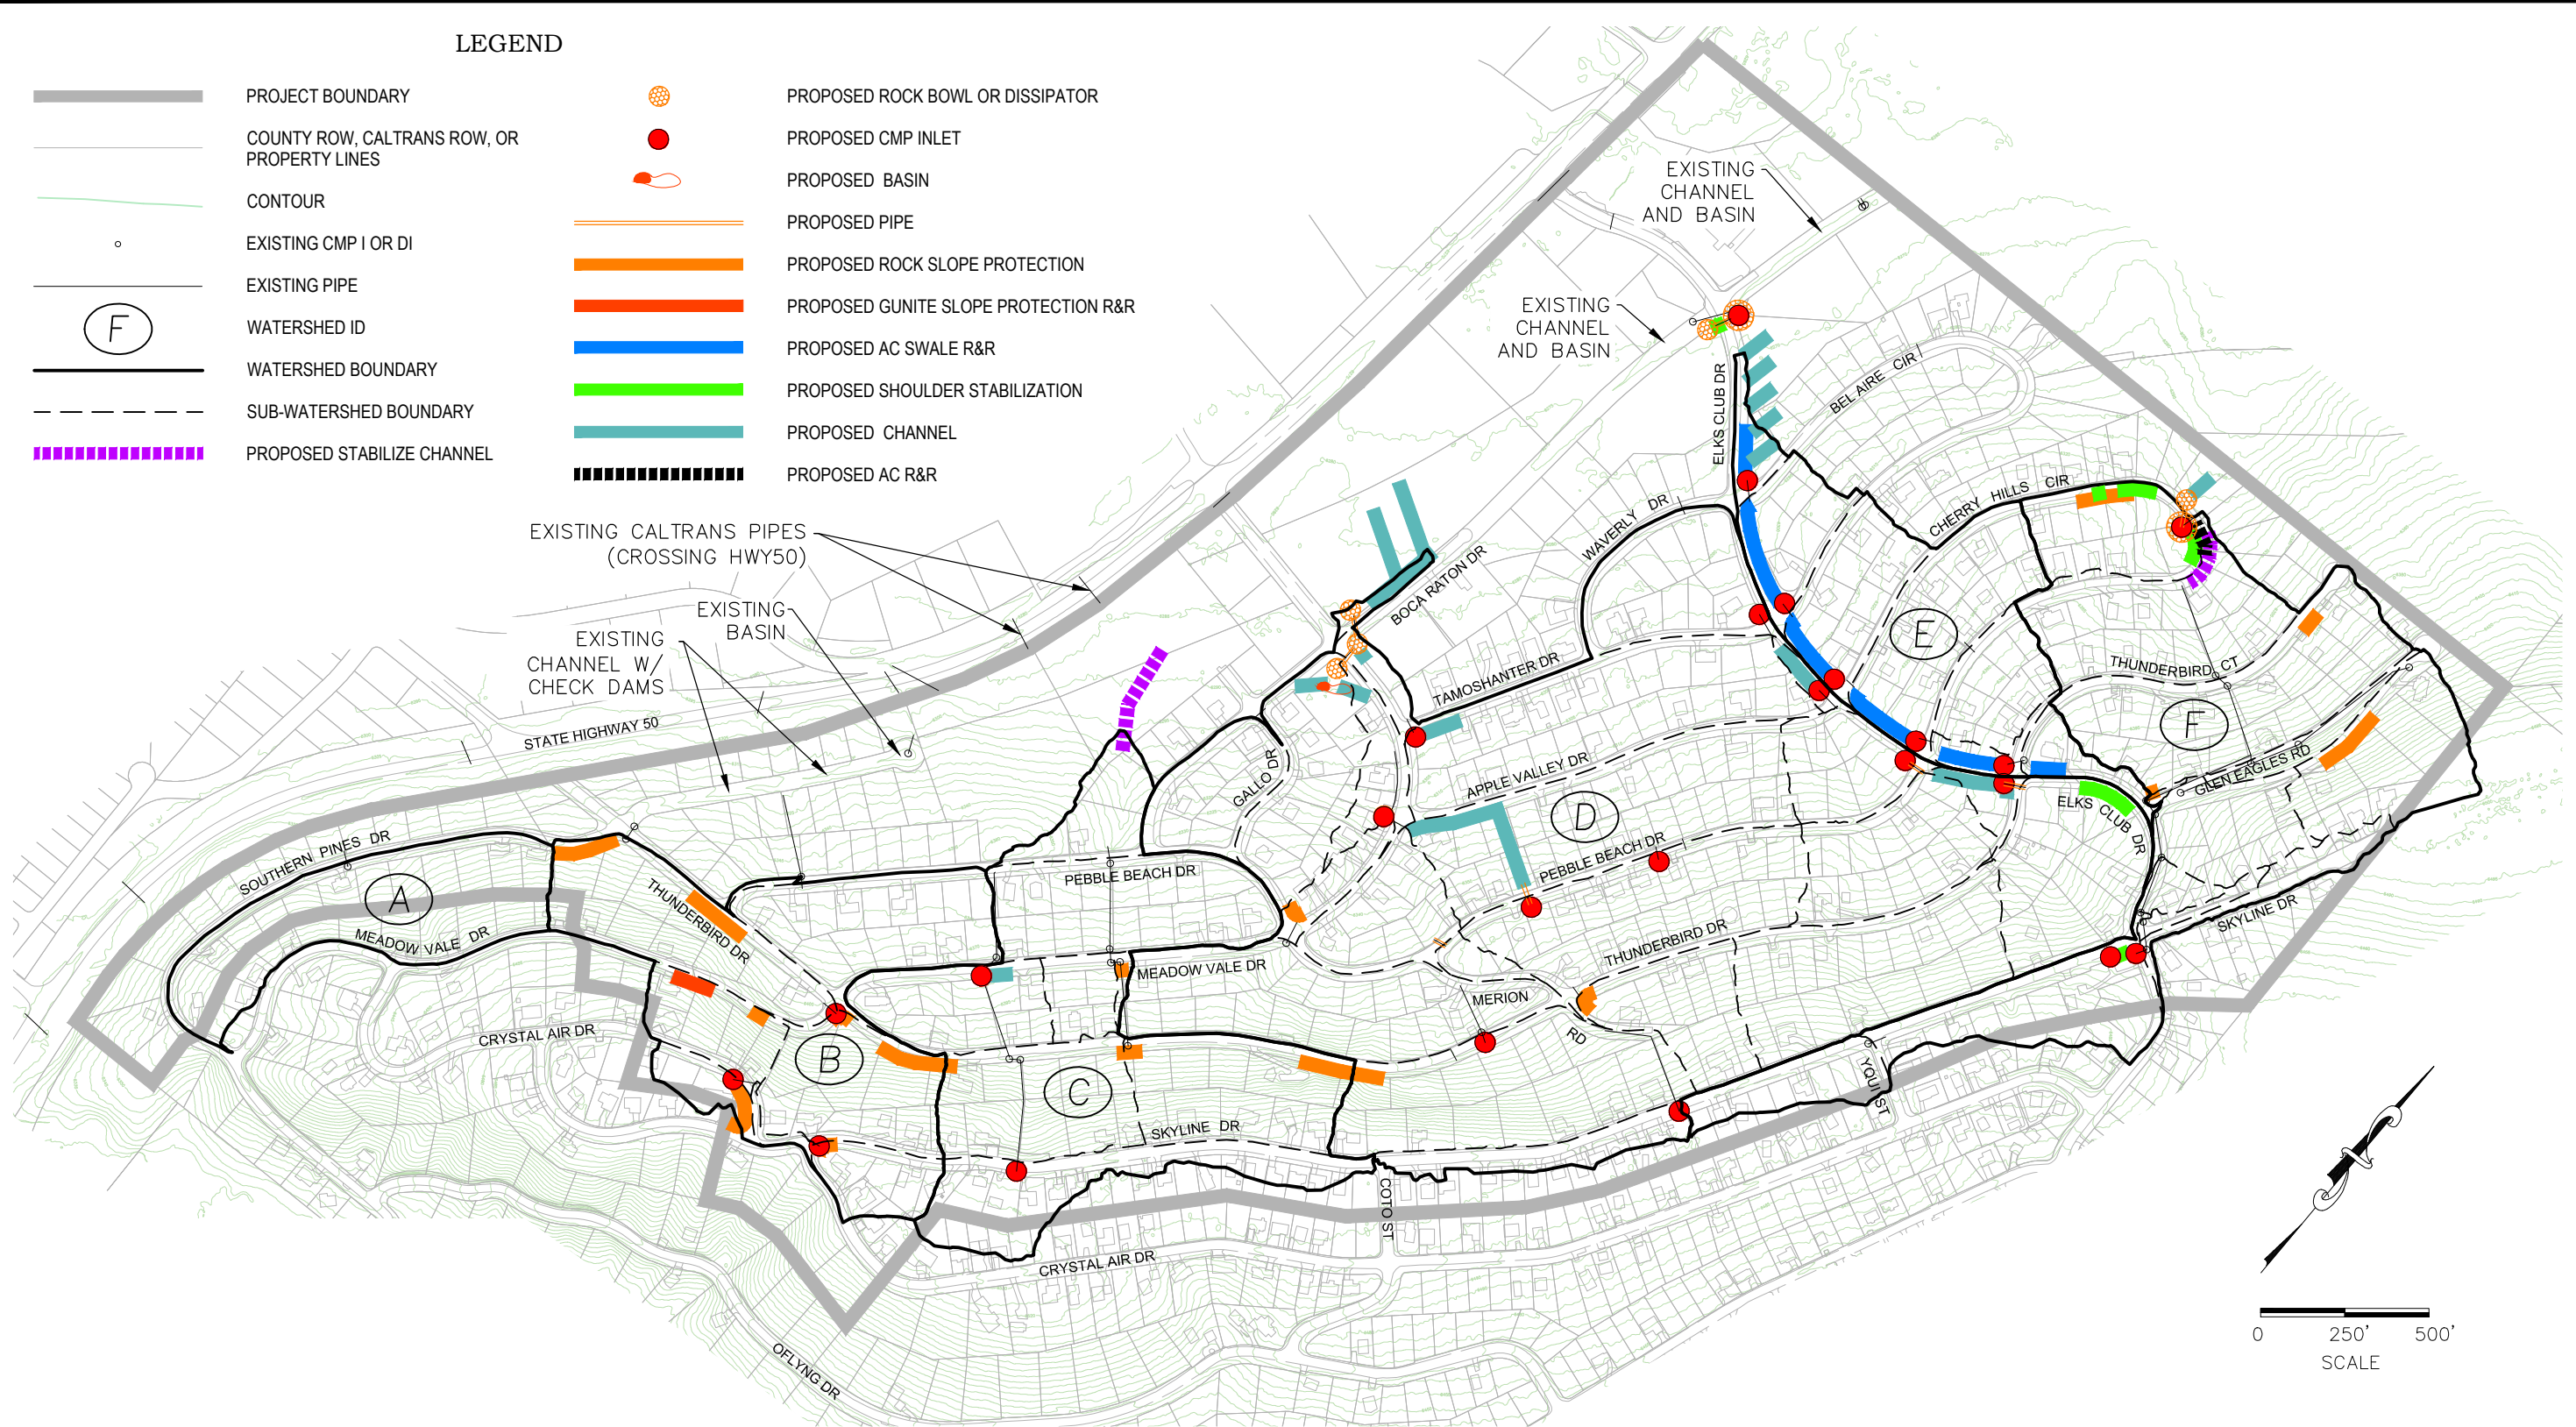 LEGEND
PROJECT BOUNDARY
COUNTY ROW, CALTRANS ROW, OR
PROPERTY LINES
CONTOUR
EXISTING CMP I OR DI
EXISTING PIPE
F
WATERSHED ID
WATERSHED BOUNDARY
SUB-WATERSHED BOUNDARY
PROPOSED STABILIZE CHANNEL
PROPOSED ROCK BOWL OR DISSIPATOR
PROPOSED CMP INLET
PROPOSED BASIN
PROPOSED PIPE
PROPOSED ROCK SLOPE PROTECTION
PROPOSED GUNITE SLOPE PROTECTION R&R
PROPOSED AC SWALE R&R
PROPOSED SHOULDER STABILIZATION
PROPOSED CHANNEL
PROPOSED AC R&R
EXISTING
CHANNEL
AND BASIN
EXISTING
CHANNEL
AND BASIN
ELKS CLUB DR
BEL AIRE CIR
CHERRY HILLS CIR
WAVERLY DR
BOCA RATON DR
EXISTING CALTRANS PIPES
(CROSSING HWY50)
EXISTING
BASIN
EXISTING
CHANNEL W/
CHECK DAMS
STATE HIGHWAY 50
TAMOSHANTER DR
E
THUNDERBIRD CT
F
GLEN EAGLES RD
GALLO DR
APPLE VALLEY DR
D
ELKS CLUB DR
SOUTHERN PINES DR
A
PEBBLE BEACH DR
PEBBLE BEACH DR
THUNDERBIRD DR
MEADOW VALE DR
MEADOW VALE DR
THUNDERBIRD DR
SKYLINE DR
MERION
RD
CRYSTAL AIR DR
B
C
YQUI ST
SKYLINE DR
COTO ST
CRYSTAL AIR DR
OFLYNG DR
0 250' 500'
SCALE